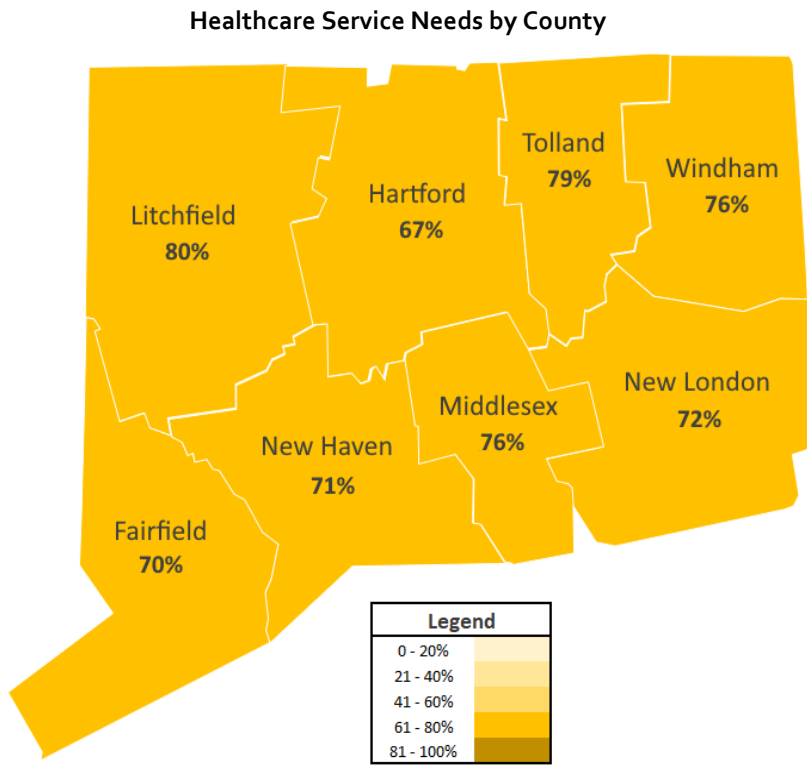 Healthcare Service Needs by County
Litchfield
80%
Hartford
67%
Tolland
79%
Windham
76%
Fairfield
70%
New Haven
71%
Middlesex
76%
New London
72%
Legend
0 - 20%
21 - 40%
41 - 60%
61 - 80%
81 - 100%